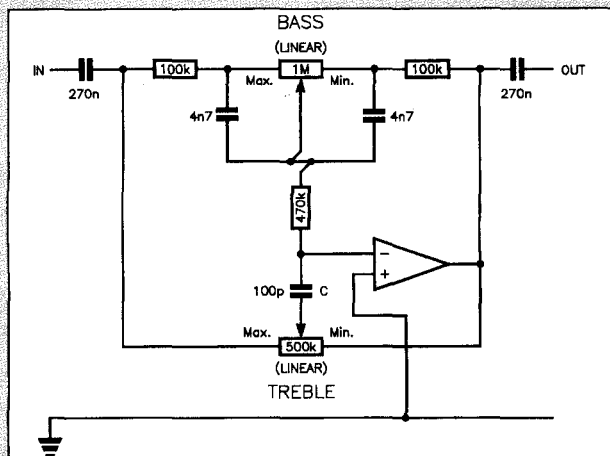 BASS
(LINEAR)
IN
100k
1M
100k
OUT
270n
Max.
Min.
270n
4n7
4n7
470k
−
+
100p
C
Max.
Min.
500k
(LINEAR)
TREBLE